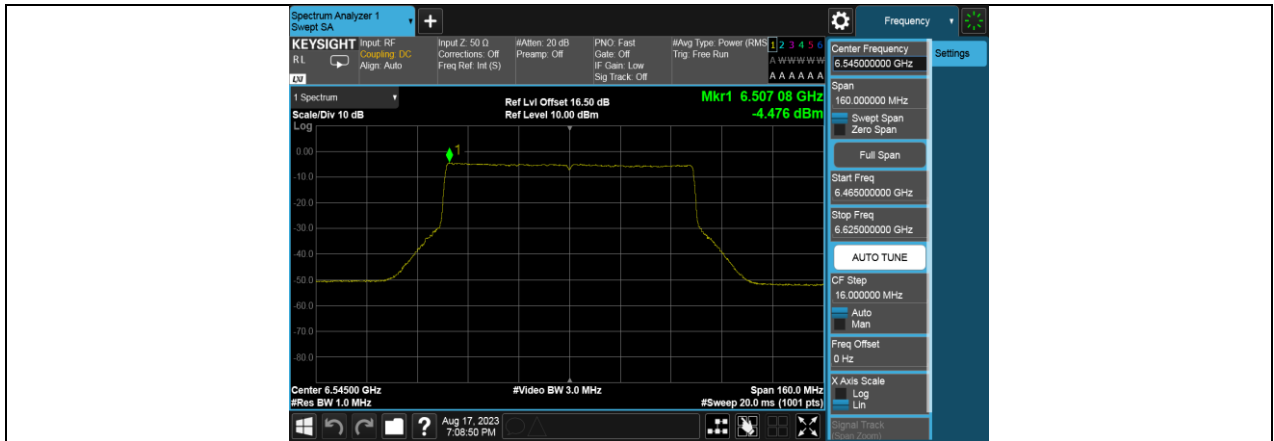 Spectrum Analyzer 1
Swept SA
+
Frequency
KEYSIGHT
RL
LXI
Input: RF
Coupling: DC
Align: Auto
Input Z: 50 Ω
Corrections: Off
Freq Ref: Int (S)
#Atten: 20 dB
Preamp: Off
PNO: Fast
Gate: Off
IF Gain: Low
Sig Track: Off
#Avg Type: Power (RMS
Trig: Free Run
1 2 3 4 5 6
A W W W W W
A A A A A A
Center Frequency
6.545000000 GHz
Settings
1 Spectrum
Scale/Div 10 dB
Ref Lvl Offset 16.50 dB
Ref Level 10.00 dBm
Mkr1 6.507 08 GHz
-4.476 dBm
Log
0.00
-10.0
-20.0
-30.0
-40.0
-50.0
-60.0
-70.0
-80.0
1
Span
160.000000 MHz
Swept Span
Zero Span
Full Span
Start Freq
6.465000000 GHz
Stop Freq
6.625000000 GHz
AUTO TUNE
CF Step
16.000000 MHz
Auto
Man
Freq Offset
0 Hz
X Axis Scale
Log
Lin
Signal Track
(Span Zoom)
Center 6.54500 GHz
#Res BW 1.0 MHz
#Video BW 3.0 MHz
Span 160.0 MHz
#Sweep 20.0 ms (1001 pts)
?
Aug 17, 2023
7:08:50 PM